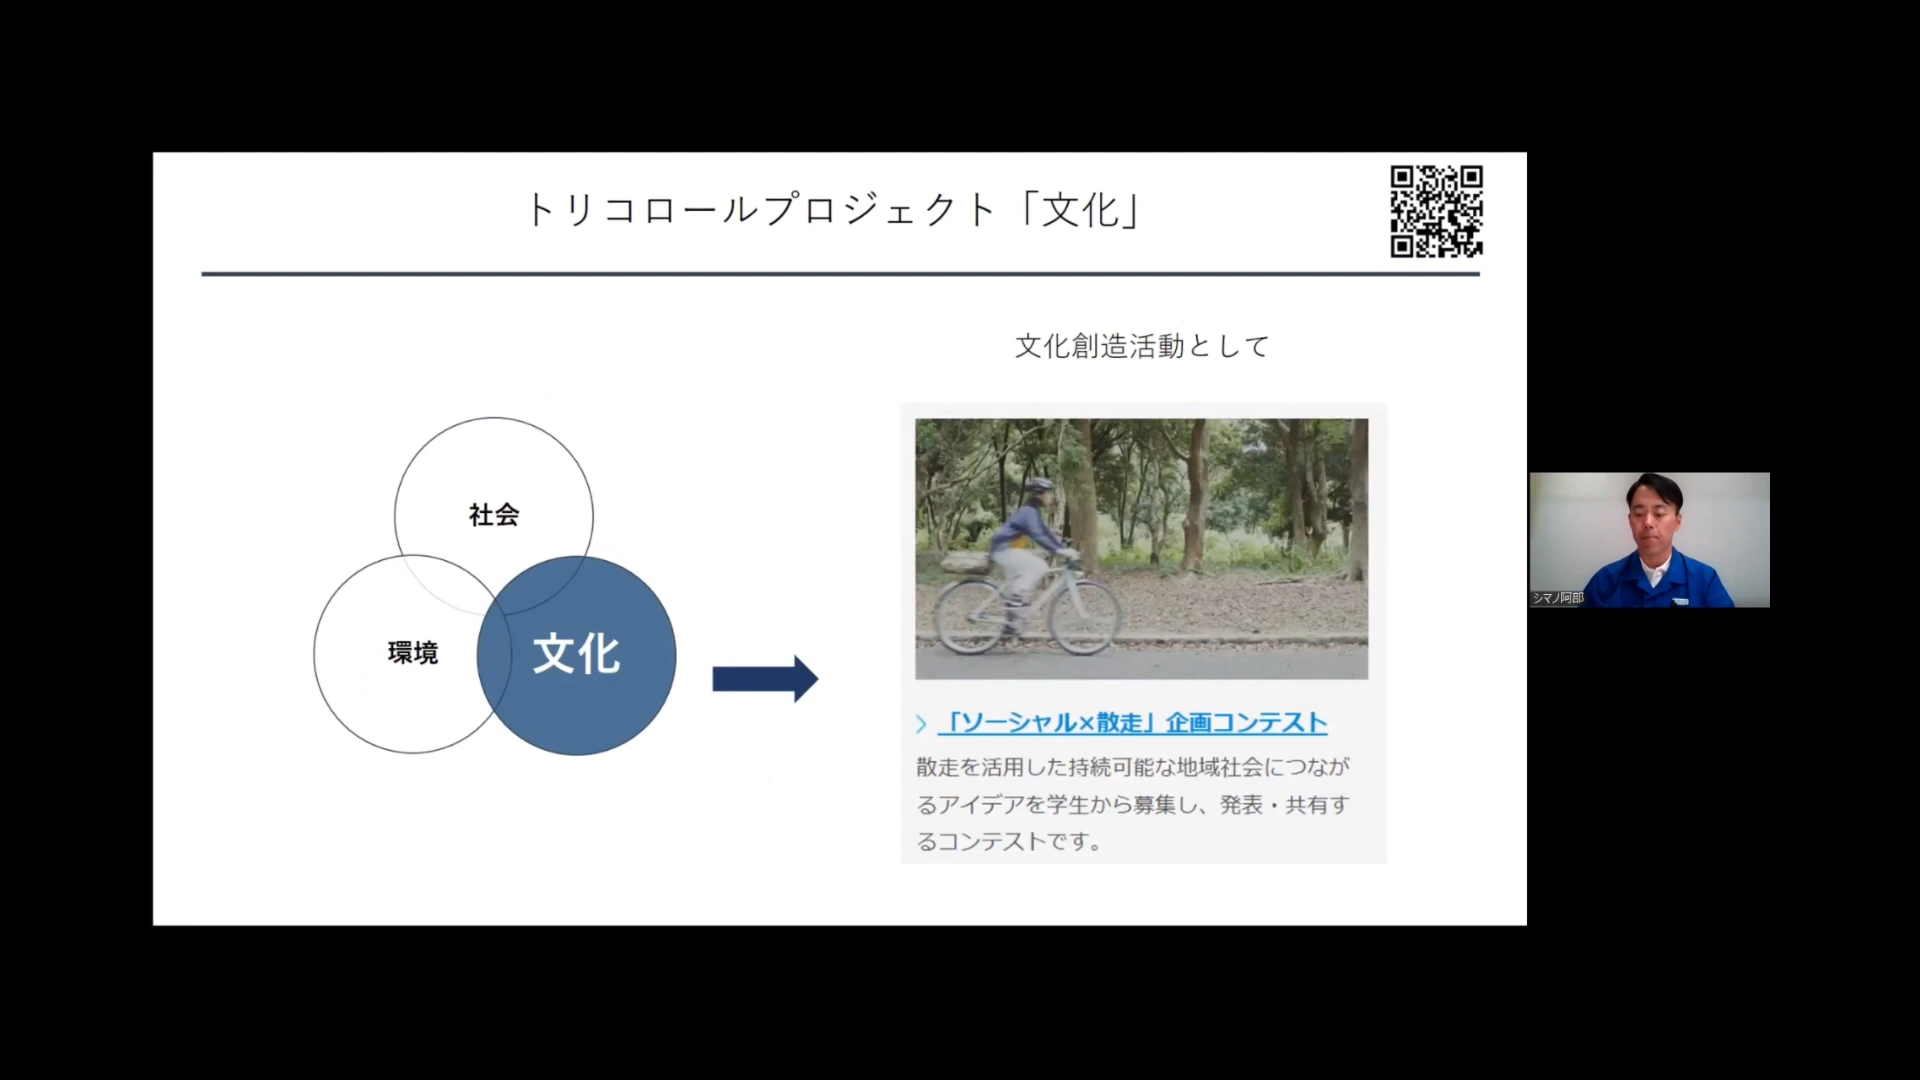 トリコロールプロジェクト「文化」
文化創造活動として
社会
環境
文化
「ソーシャル×散走」企画コンテスト
散走を活用した持続可能な地域社会につなが
るアイデアを学生から募集し、発表・共有す
るコンテストです。
シマノ阿部